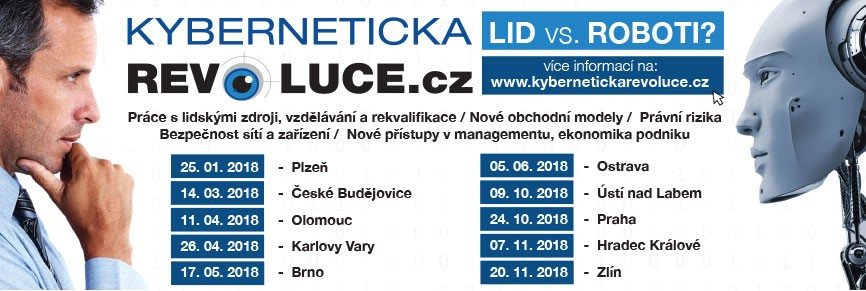 KYBERNETICKA
REVOLUCE.cz
LID vs. ROBOTI?
více informací na:
www.kybernetickarevoluce.cz
Práce s lidskými zdroji, vzdělávání a rekvalifikace / Nové obchodní modely / Právní rizika
Bezpečnost sítí a zařízení / Nové přístupy v managementu, ekonomika podniku
25. 01. 2018 - Plzeň
14. 03. 2018 - České Budějovice
11. 04. 2018 - Olomouc
26. 04. 2018 - Karlovy Vary
17. 05. 2018 - Brno
05. 06. 2018 - Ostrava
09. 10. 2018 - Ústí nad Labem
24. 10. 2018 - Praha
07. 11. 2018 - Hradec Králové
20. 11. 2018 - Zlín